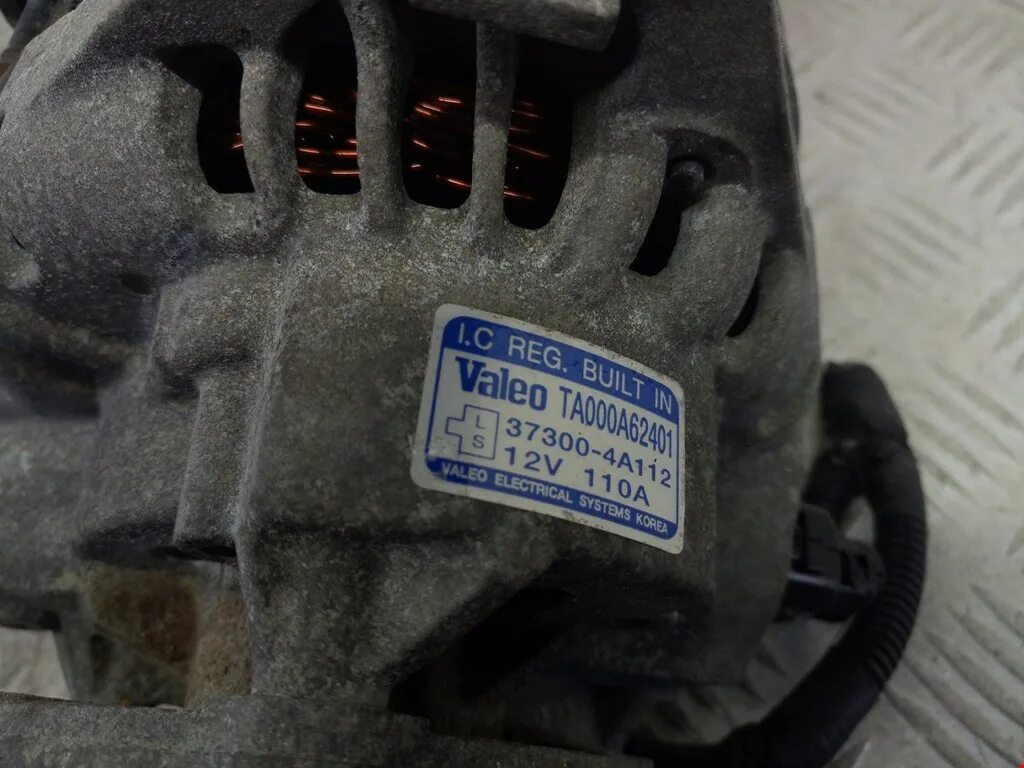 I.C REG. BUILT IN
Valeo TA000A62401
L
S
37300-4A112
12V 110A
VALEO ELECTRICAL SYSTEMS KOREA